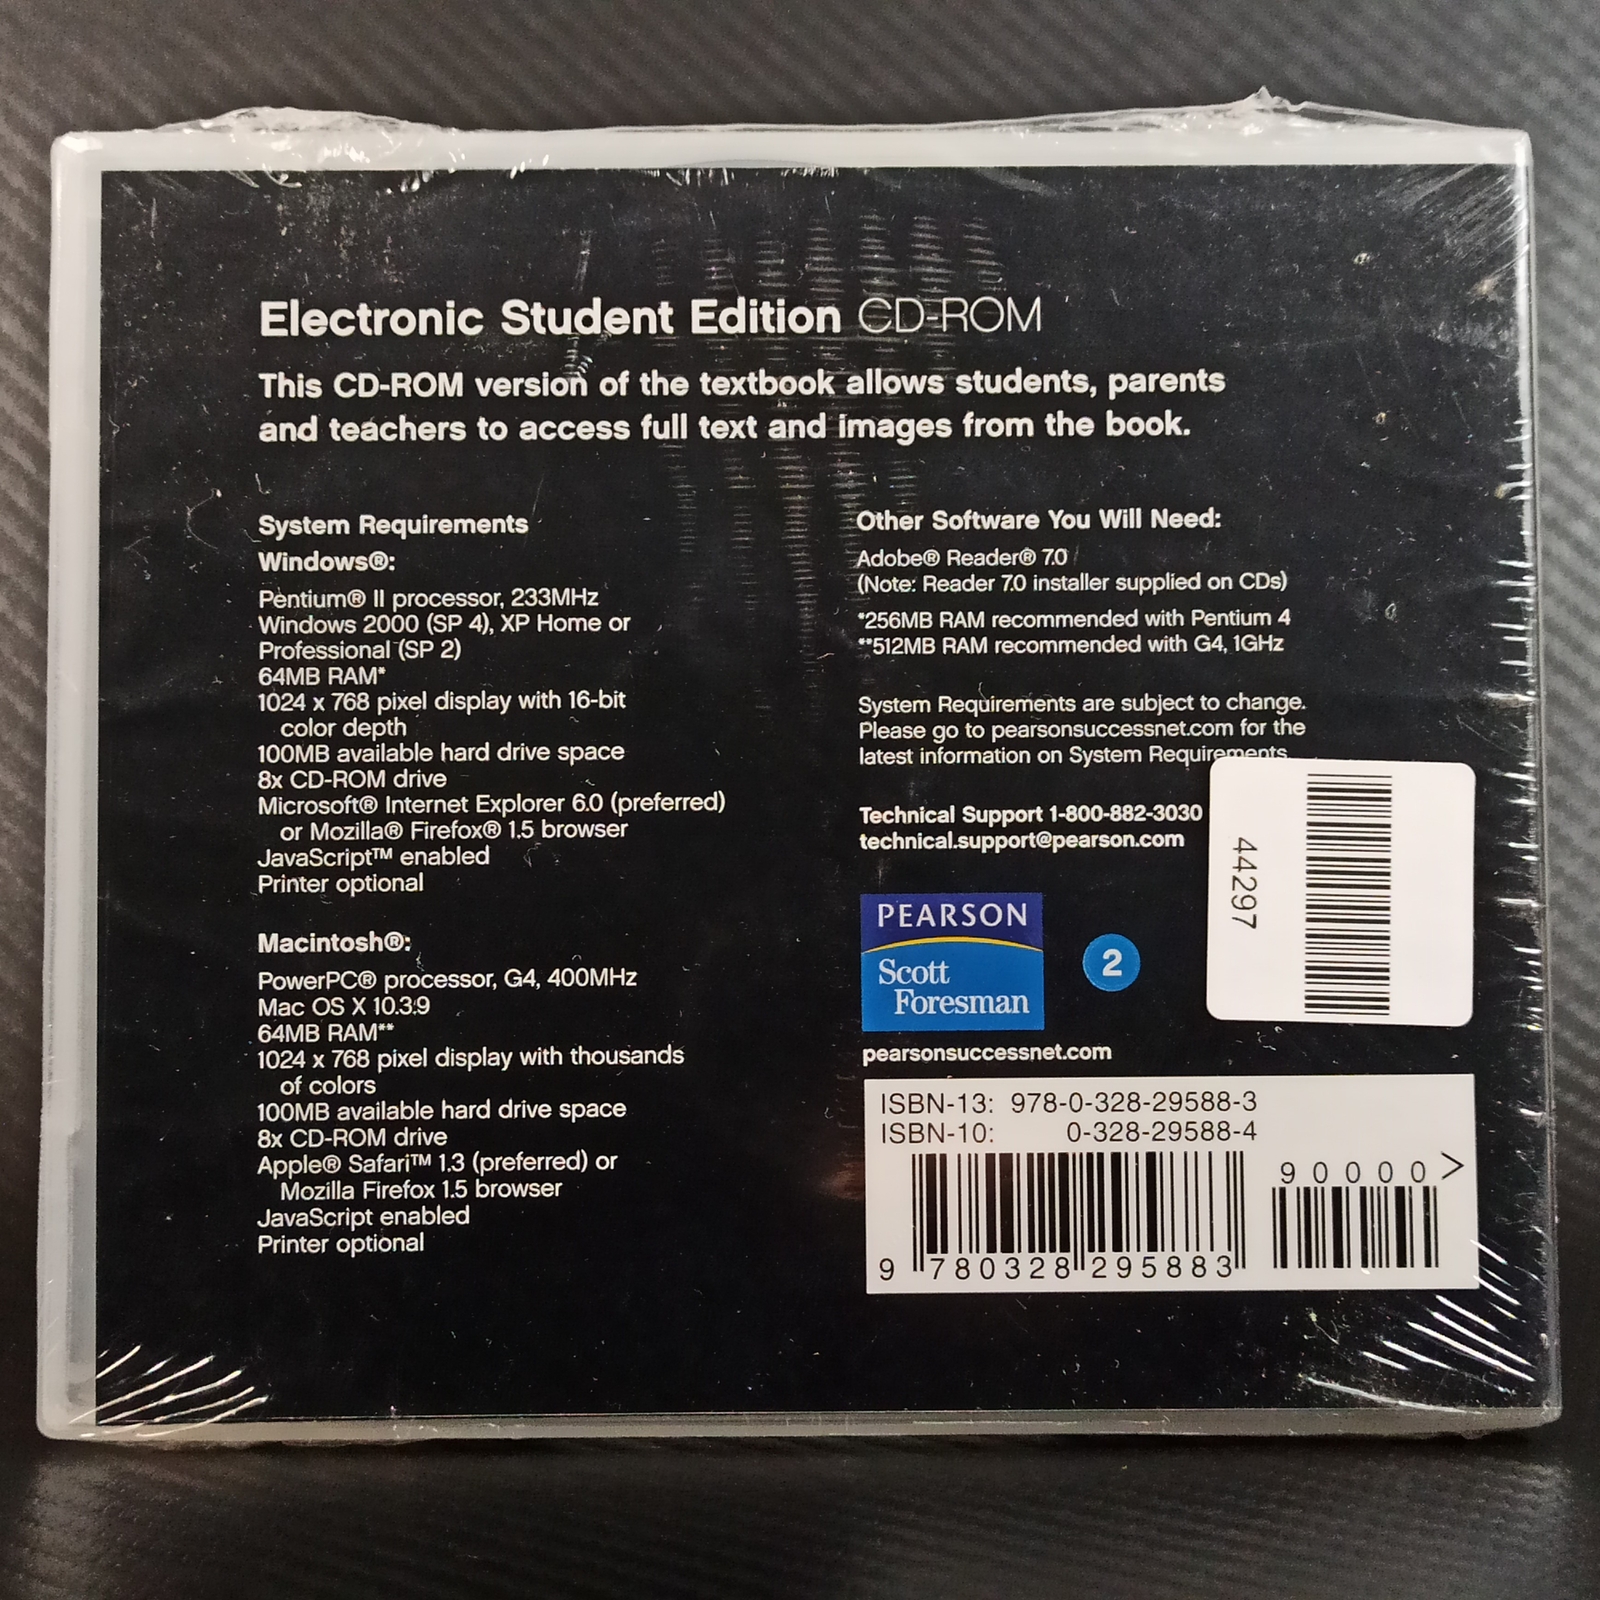 Electronic Student Edition CD-ROM
This CD-ROM version of the textbook allows students, parents
and teachers to access full text and images from the book.
System Requirements
Windows®:
Pentium® II processor, 233MHz
Windows 2000 (SP 4), XP Home or
Professional (SP 2)
64MB RAM*
1024 x 768 pixel display with 16-bit
color depth
100MB available hard drive space
8x CD-ROM drive
Microsoft® Internet Explorer 6.0 (preferred)
or Mozilla® Firefox® 1.5 browser
JavaScript™ enabled
Printer optional
Macintosh®:
PowerPC® processor, G4, 400MHz
Mac OS X 10.3.9
64MB RAM**
1024 x 768 pixel display with thousands
of colors
100MB available hard drive space
8x CD-ROM drive
Apple® Safari™ 1.3 (preferred) or
Mozilla Firefox 1.5 browser
JavaScript enabled
Printer optional
Other Software You Will Need:
Adobe® Reader® 7.0
(Note: Reader 7.0 installer supplied on CDs)
*256MB RAM recommended with Pentium 4
**512MB RAM recommended with G4, 1GHz
System Requirements are subject to change.
Please go to pearsonsuccessnet.com for the
latest information on System Requirements
Technical Support 1-800-882-3030
technical.support@pearson.com
44297
PEARSON
Scott
Foresman
2
pearsonsuccessnet.com
ISBN-13: 978-0-328-29588-3
ISBN-10: 0-328-29588-4
90000>
9 780328 295883